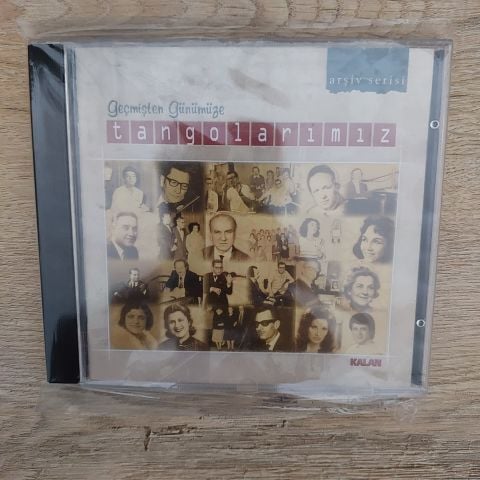 arşiv serisi
Geçmişten Günümüze
tangolarımız
KALAN